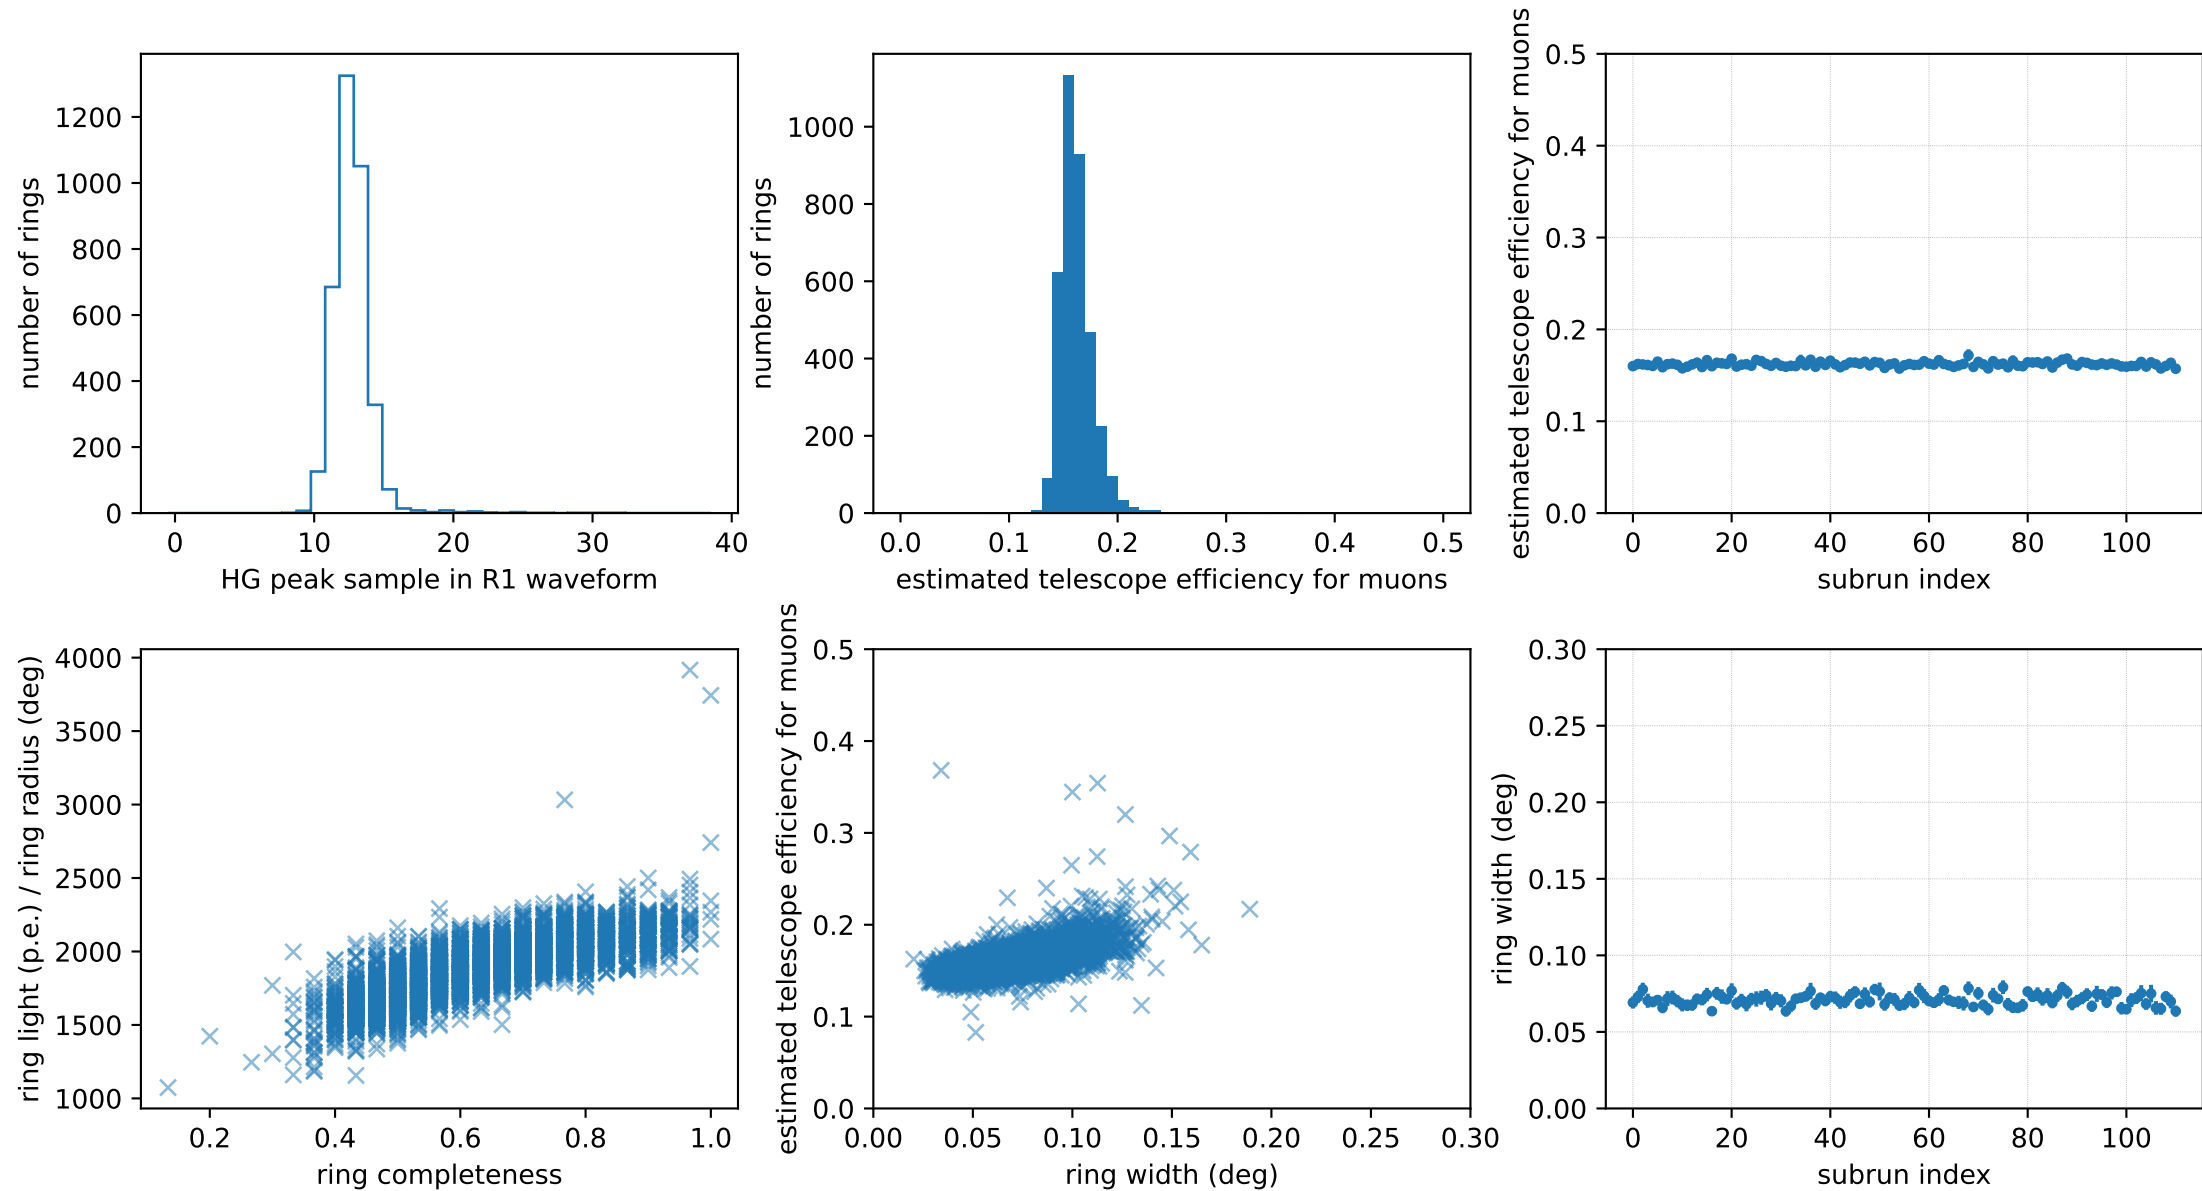 number of rings
1200
1000
800
600
400
200
0
0 10 20 30 40
HG peak sample in R1 waveform
number of rings
1000
800
600
400
200
0
0.0 0.1 0.2 0.3 0.4 0.5
estimated telescope efficiency for muons
estimated telescope efficiency for muons
0.5
0.4
0.3
0.2
0.1
0.0
0 20 40 60 80 100
subrun index
ring light (p.e.) / ring radius (deg)
4000
3500
3000
2500
2000
1500
1000
0.2 0.4 0.6 0.8 1.0
ring completeness
estimated telescope efficiency for muons
0.5
0.4
0.3
0.2
0.1
0.0
0.00 0.05 0.10 0.15 0.20 0.25 0.30
ring width (deg)
ring width (deg)
0.30
0.25
0.20
0.15
0.10
0.05
0.00
0 20 40 60 80 100
subrun index